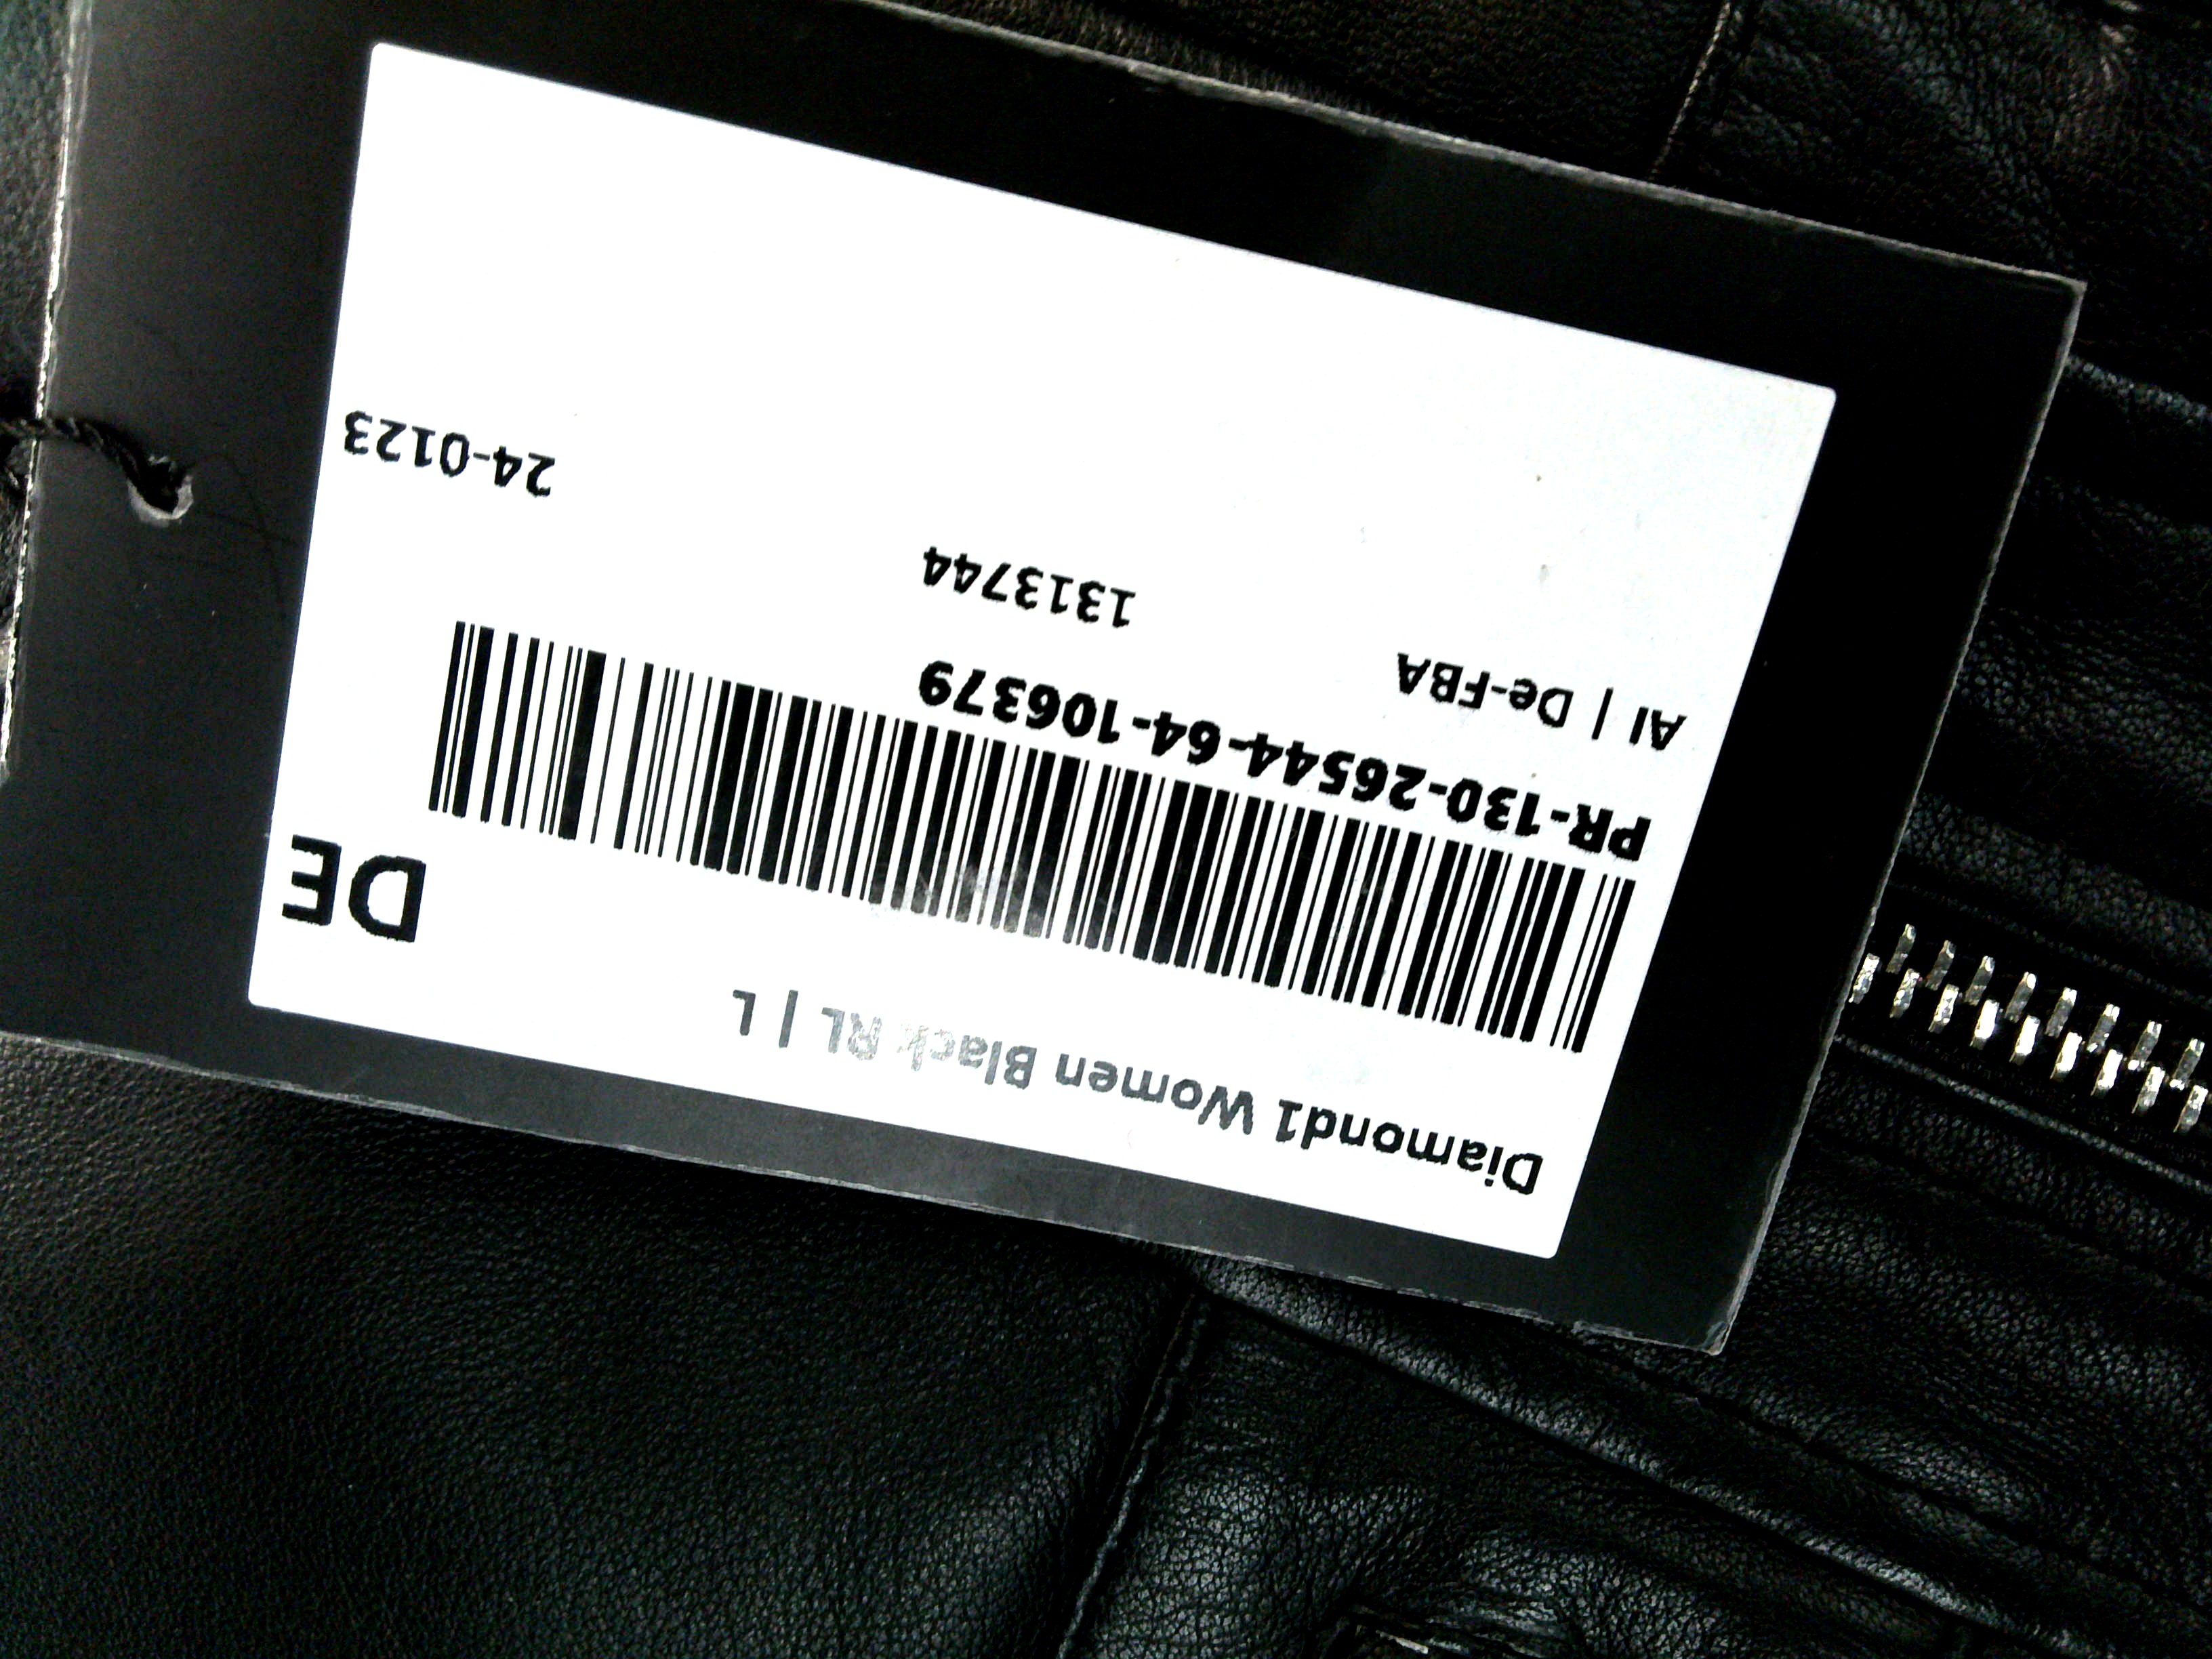 Diamond1 Women Black RL | L
DE
PR-130-26544-64-106379
AI | De-FBA
1313744
24-0123